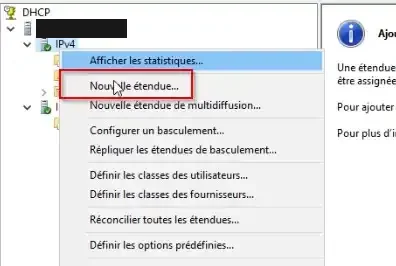 DHCP
IPv4
Afficher les statistiques...
Nouvelle étendue...
Nouvelle étendue de multidiffusion...
Configurer un basculement...
Répliquer les étendues de basculement...
Définir les classes des utilisateurs...
Définir les classes des fournisseurs...
Réconcilier toutes les étendues...
Définir les options prédéfinies...
Ajo
Une étendue
être assignée
Pour ajouter
Pour plus d'i